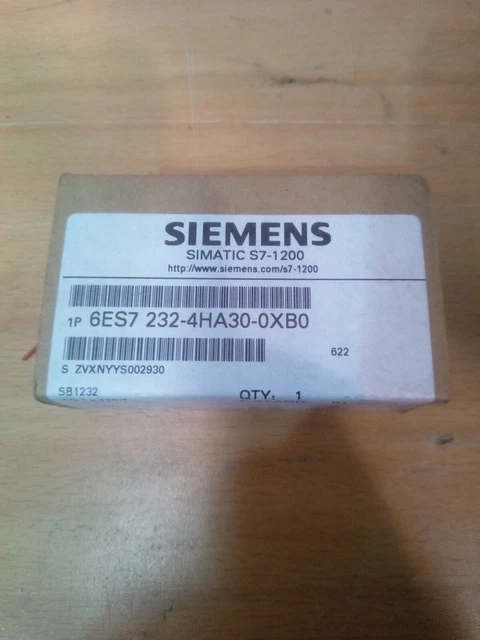 SIEMENS
SIMATIC S7-1200
http://www.siemens.com/s7-1200
1P 6ES7 232-4HA30-0XB0
622
S ZVXNYYS002930
SB1232
QTY: 1